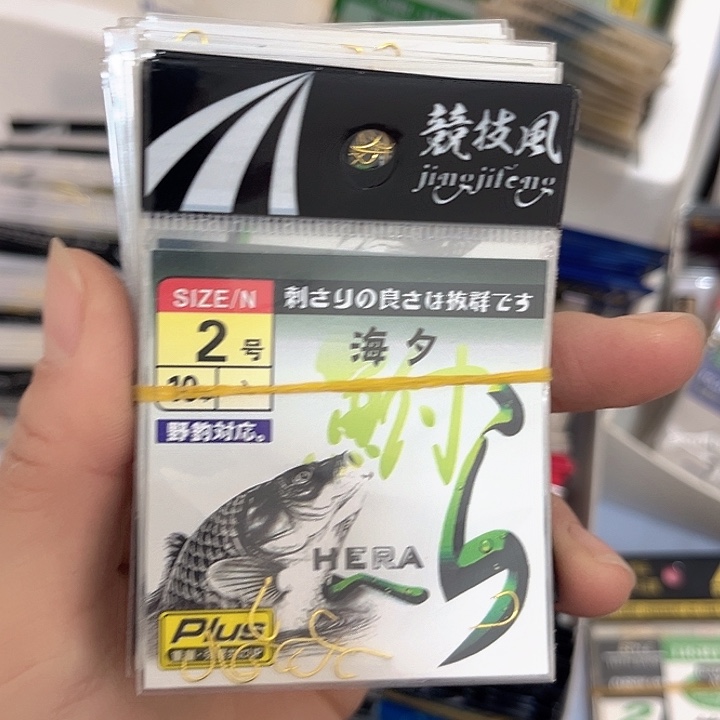 競技風
jingjifeng
SIZE/N
刺さりの良さは抜群です
2号
海夕
野釣対応。
HERA
Plus